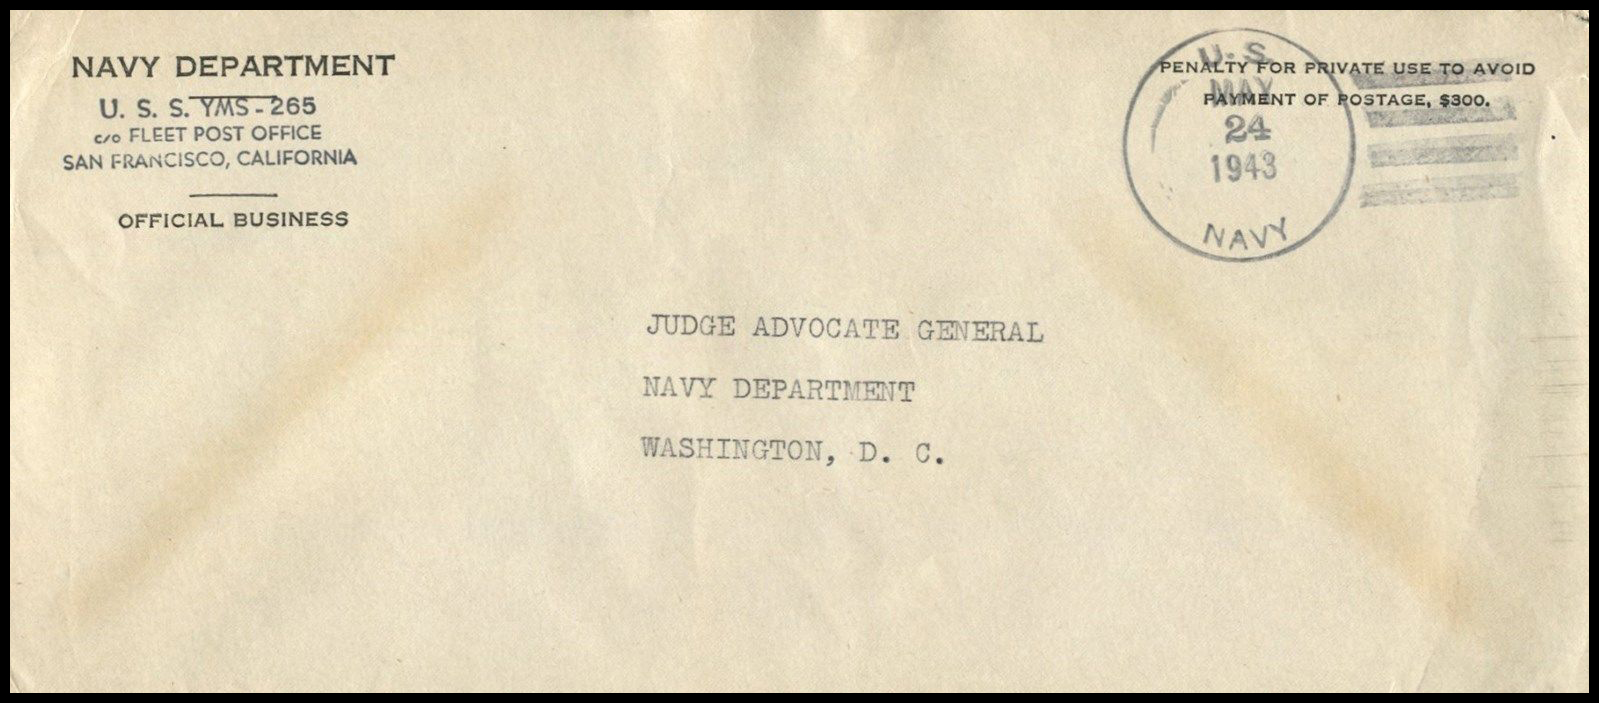 NAVY DEPARTMENT
U. S. S. YMS-265
c/o FLEET POST OFFICE
SAN FRANCISCO, CALIFORNIA
OFFICIAL BUSINESS
U.S.
MAY
24
1943
NAVY
PENALTY FOR PRIVATE USE TO AVOID
PAYMENT OF POSTAGE, $300.
JUDGE ADVOCATE GENERAL
NAVY DEPARTMENT
WASHINGTON, D. C.